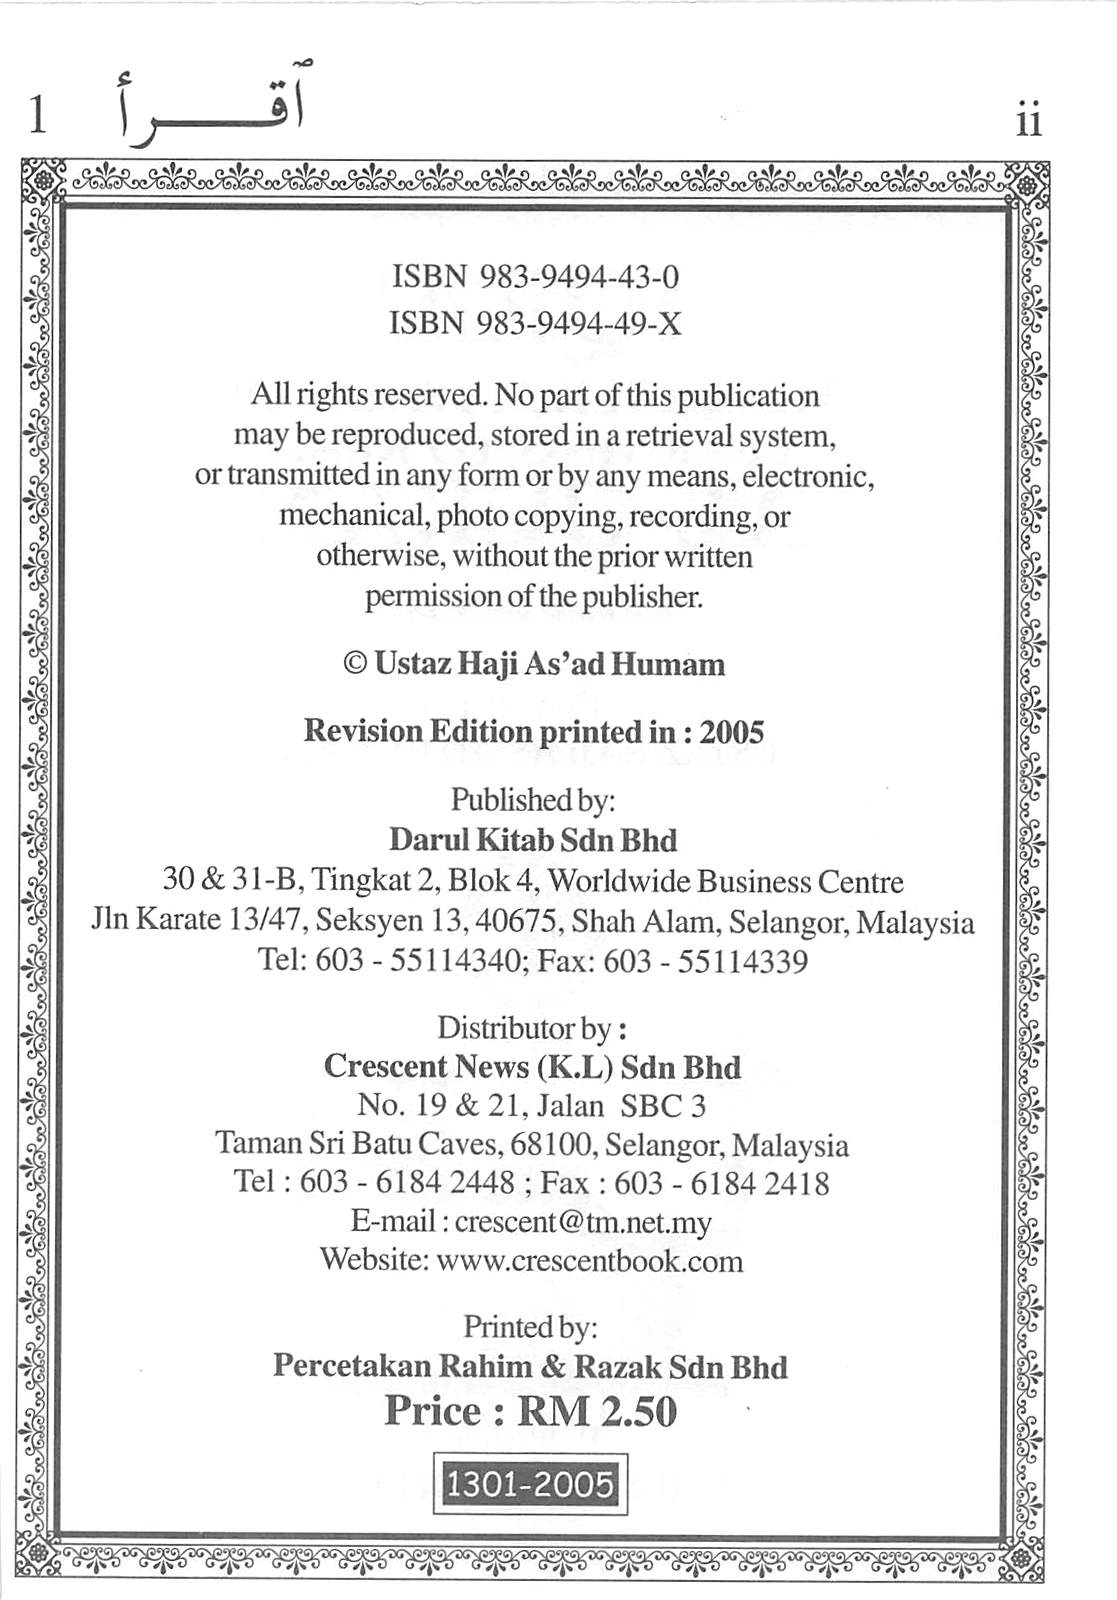 1 ٱقرأ ii
ISBN 983-9494-43-0
ISBN 983-9494-49-X
All rights reserved. No part of this publication
may be reproduced, stored in a retrieval system,
or transmitted in any form or by any means, electronic,
mechanical, photo copying, recording, or
otherwise, without the prior written
permission of the publisher.
© Ustaz Haji As’ad Humam
Revision Edition printed in : 2005
Published by:
Darul Kitab Sdn Bhd
30 & 31-B, Tingkat 2, Blok 4, Worldwide Business Centre
Jln Karate 13/47, Seksyen 13, 40675, Shah Alam, Selangor, Malaysia
Tel: 603 - 55114340; Fax: 603 - 55114339
Distributor by :
Crescent News (K.L) Sdn Bhd
No. 19 & 21, Jalan SBC 3
Taman Sri Batu Caves, 68100, Selangor, Malaysia
Tel : 603 - 6184 2448 ; Fax : 603 - 6184 2418
E-mail : crescent@tm.net.my
Website: www.crescentbook.com
Printed by:
Percetakan Rahim & Razak Sdn Bhd
Price : RM 2.50
1301-2005